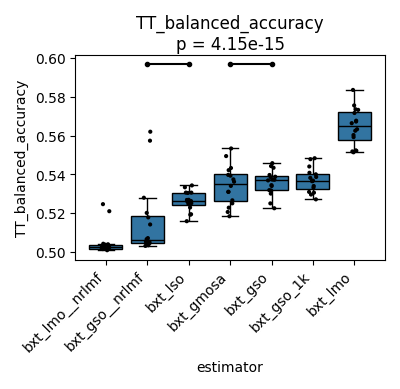 TT_balanced_accuracy
p = 4.15e-15
TT_balanced_accuracy
0.60
0.58
0.56
0.54
0.52
0.50
bxt_lmo__nrlmf
bxt_gso__nrlmf
bxt_lso
bxt_gmosa
bxt_gso
bxt_gso_1k
bxt_lmo
estimator